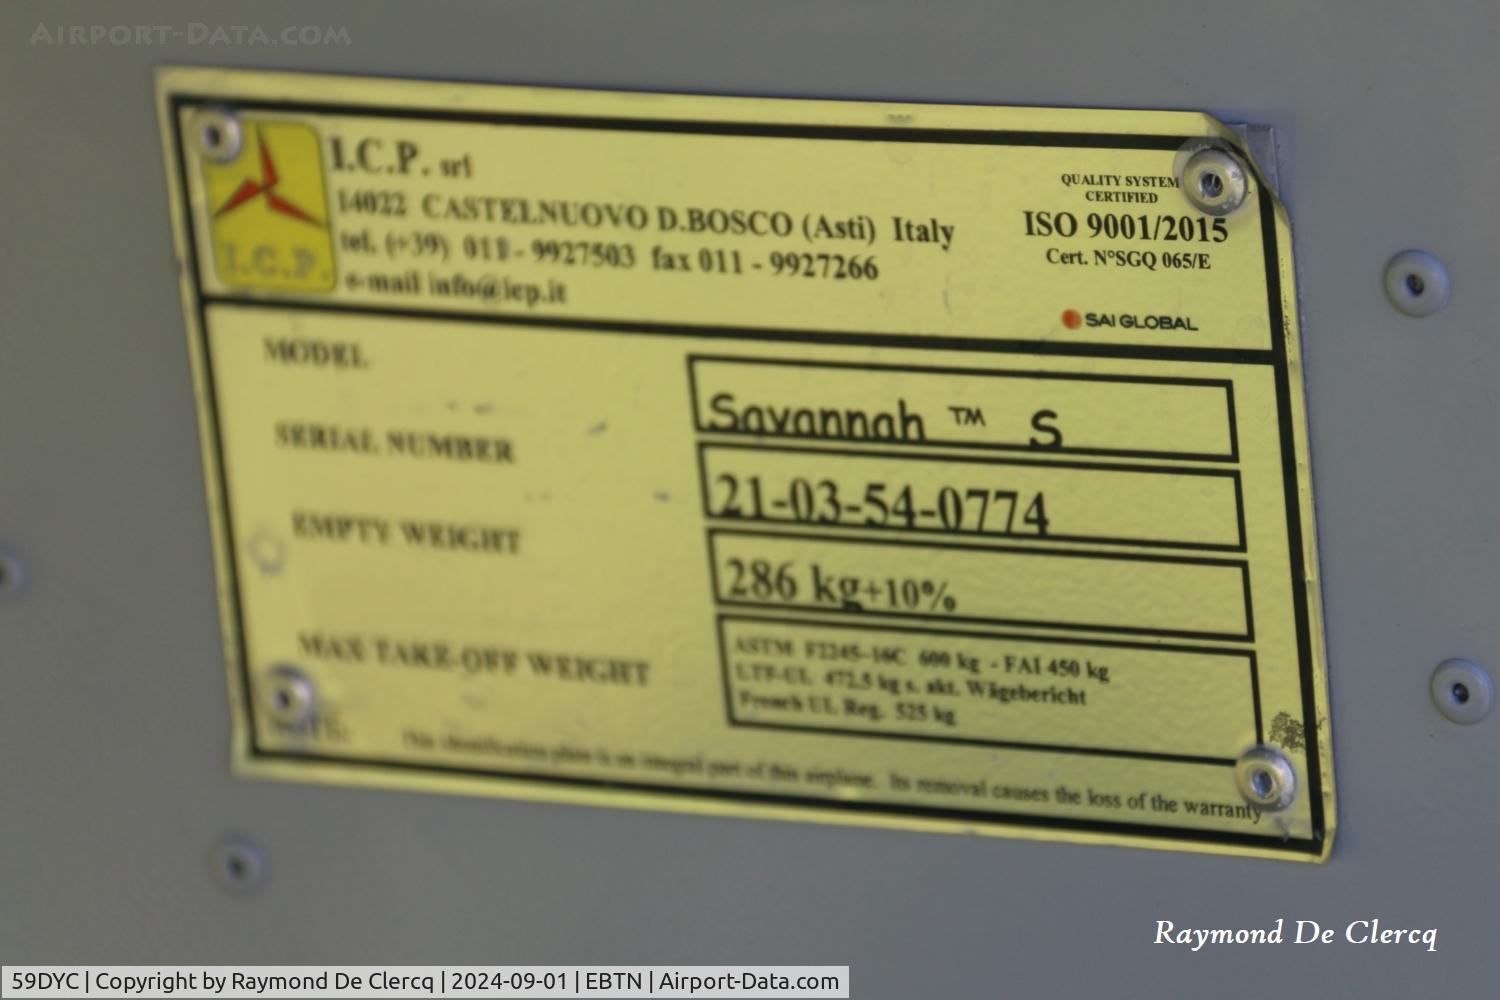 AIRPORT-DATA.COM
I.C.P.
I.C.P. srl
14022 CASTELNUOVO D.BOSCO (Asti) Italy
tel. (+39) 011 - 9927503 fax 011 - 9927266
e-mail info@icp.it
QUALITY SYSTEM
CERTIFIED
ISO 9001/2015
Cert. N°SGQ 065/E
SAI GLOBAL
MODEL
Savannah ™ S
SERIAL NUMBER
21-03-54-0774
EMPTY WEIGHT
286 kg+10%
MAX TAKE-OFF WEIGHT
ASTM F2245-16C 600 kg - FAI 450 kg
LTF-UL 472.5 kg s. akt. Wägebericht
French UL Reg. 525 kg
NOTE: This identification plate is an integral part of this airplane. Its removal causes the loss of the warranty
Raymond De Clercq
59DYC | Copyright by Raymond De Clercq | 2024-09-01 | EBTN | Airport-Data.com